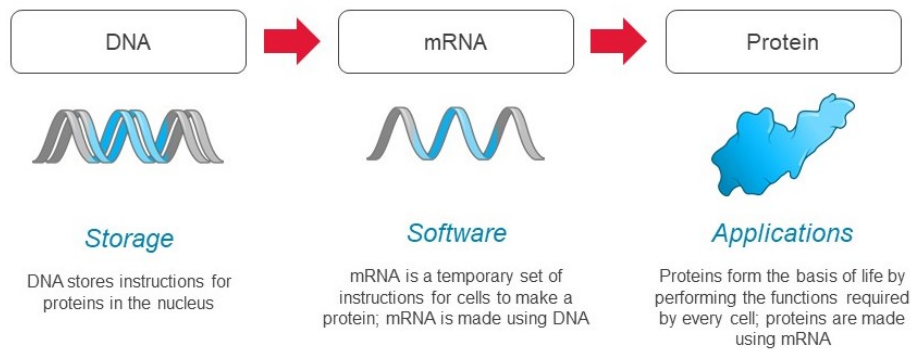 DNA
mRNA
Protein
Storage
Software
Applications
DNA stores instructions for
proteins in the nucleus
mRNA is a temporary set of
instructions for cells to make a
protein; mRNA is made using DNA
Proteins form the basis of life by
performing the functions required
by every cell; proteins are made
using mRNA